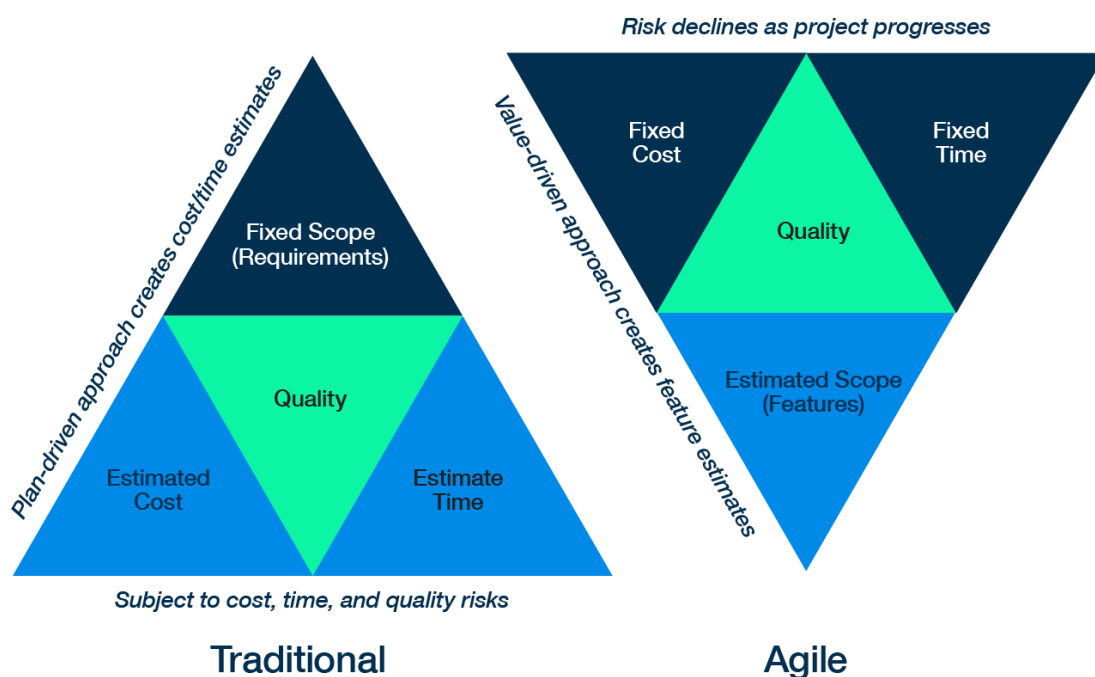 Plan-driven approach creates cost/time estimates
Fixed Scope
(Requirements)
Quality
Estimated
Cost
Estimate
Time
Subject to cost, time, and quality risks
Traditional
Risk declines as project progresses
Value-driven approach creates feature estimates
Fixed
Cost
Fixed
Time
Quality
Estimated Scope
(Features)
Agile